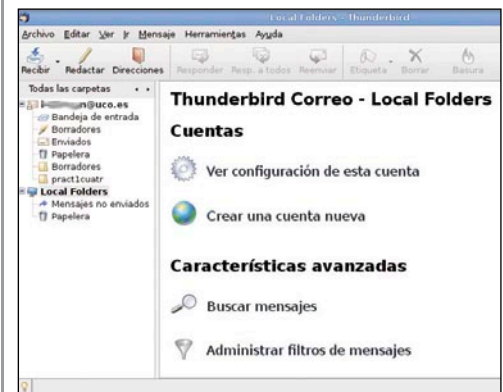 Local Folders - Thunderbird
Archivo Editar Ver Ir Mensaje Herramientas Ayuda
Recibir Redactar Direcciones Responder Resp. a todos Reenviar Etiqueta Borrar Basura
Todas las carpetas
n@uco.es
Bandeja de entrada
Borradores
Enviados
Papelera
Borradores
pract1cuatr
Local Folders
Mensajes no enviados
Papelera
Thunderbird Correo - Local Folders
Cuentas
Ver configuración de esta cuenta
Crear una cuenta nueva
Características avanzadas
Buscar mensajes
Administrar filtros de mensajes